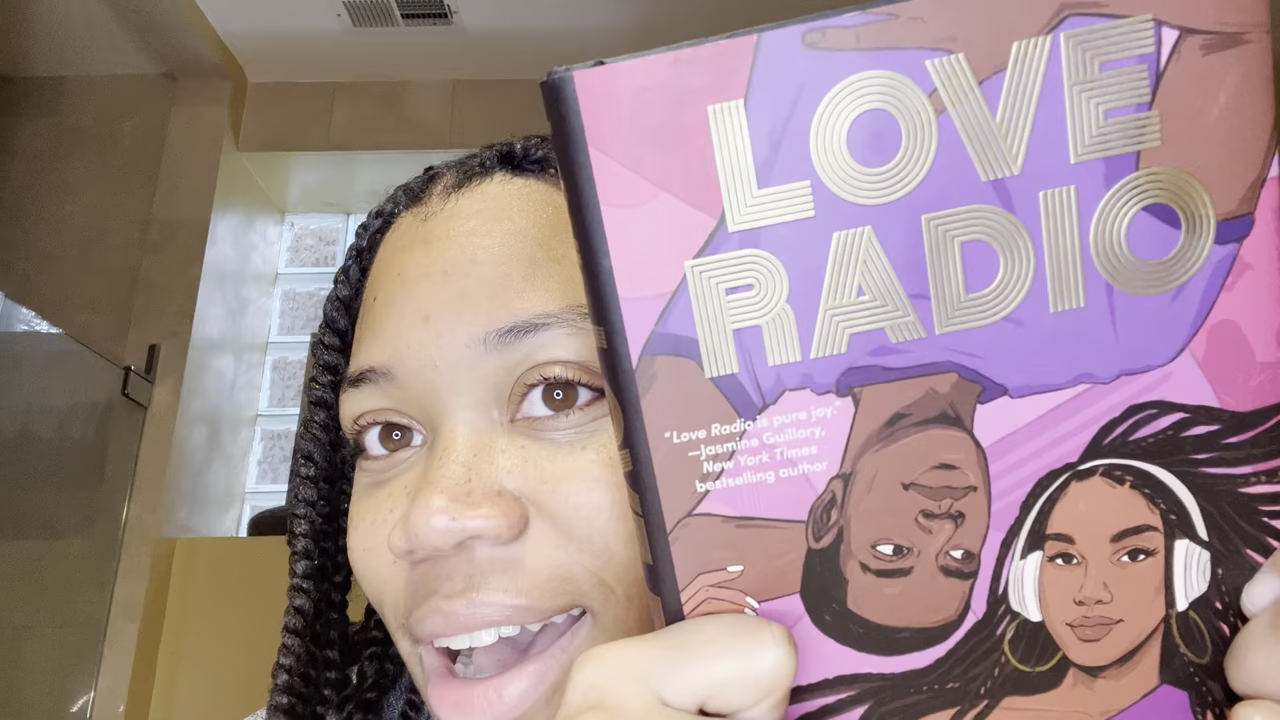 LOVE
RADIO
"Love Radio is pure joy."
—Jasmine Guillory,
New York Times
bestselling author